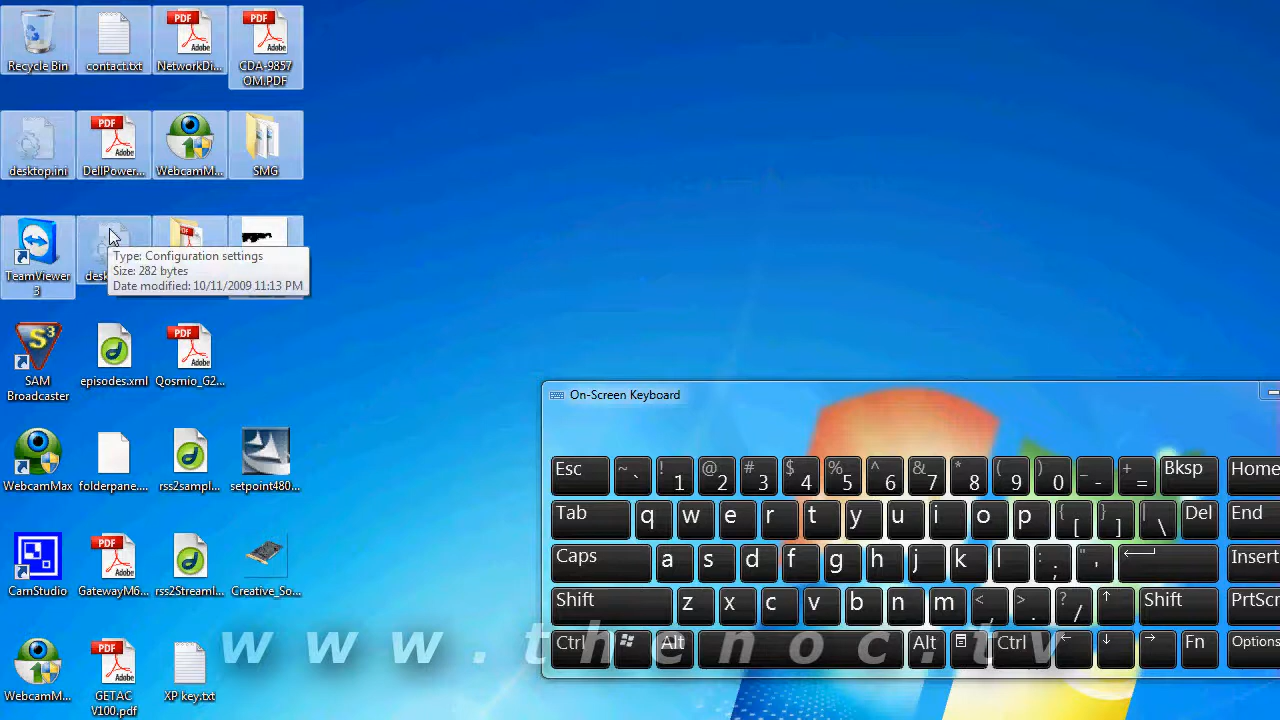 Recycle Bin
contact.txt
NetworkDi...
CDA-9857
OM.PDF
desktop.ini
DellPower...
WebcamM...
SMG
TeamViewer
3
desk
Type: Configuration settings
Size: 282 bytes
Date modified: 10/11/2009 11:13 PM
SAM
Broadcaster
episodes.xml
Qosmio_G2...
WebcamMax
folderpane....
rss2sampl...
setpoint480...
CamStudio
GatewayM6...
rss2Streaml...
Creative_So...
WebcamM...
GETAC
V100.pdf
XP key.txt
On-Screen Keyboard
Esc ~ ` ! 1 @ 2 # 3 $ 4 % 5 ^ 6 & 7 * 8 ( 9 ) 0 _ - + = Bksp Home
Tab q w e r t y u i o p { [ } ] | \ Del End
Caps a s d f g h j k l : ; " ' Insert
Shift z x c v b n m < , > . ? / Shift PrtScr
Ctrl Alt Alt Ctrl Fn Options
www.thenoc.tv